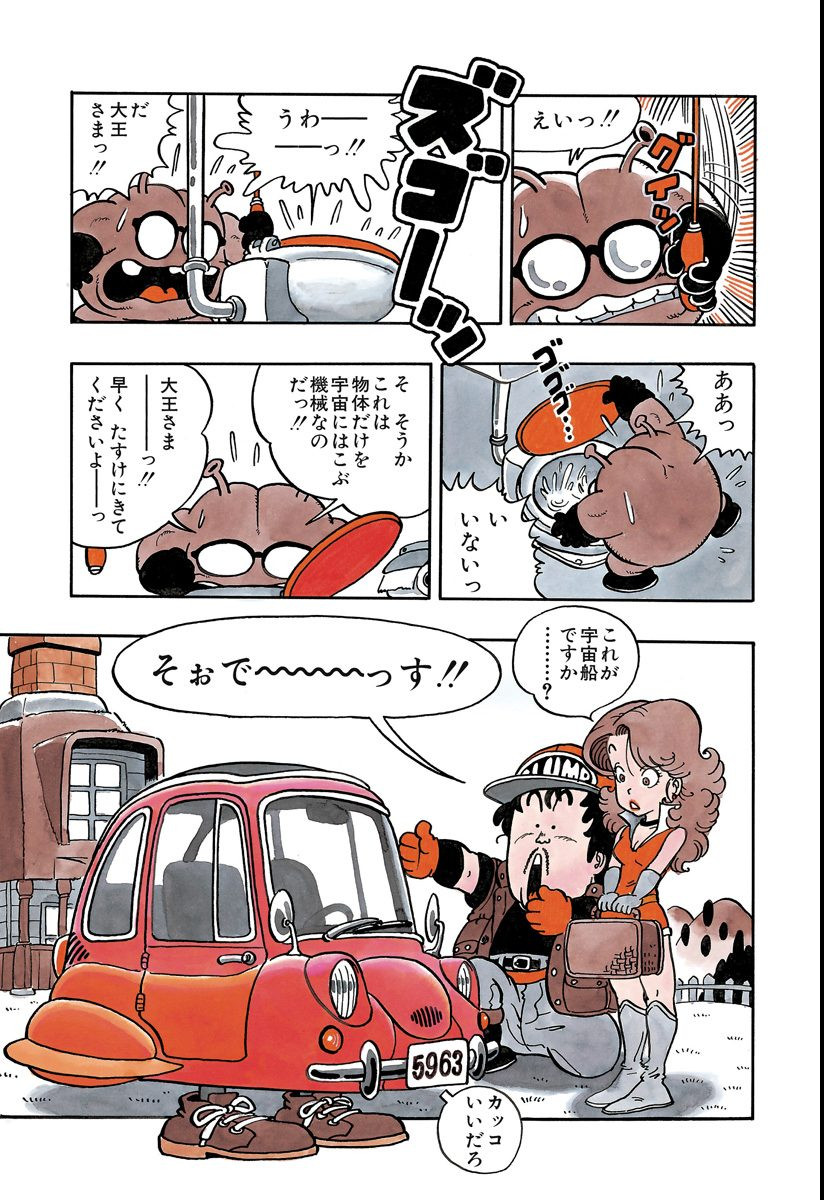 えいっ!!
グイッ
ズゴーッ
うわ――
――っ!!
だ
大王
さまっ!!
ああっ
ゴゴゴ…
い
いないっ
そ そうか
これは
物体だけを
宇宙にはこぶ
機械なの
だっ!!
大王さま
――っ!!
早く たすけにきて
くださいよ――っ
これが
宇宙船
ですか
………?
そぉで～～～～っす!!
SLUMP
5963
カッコ
いいだろ